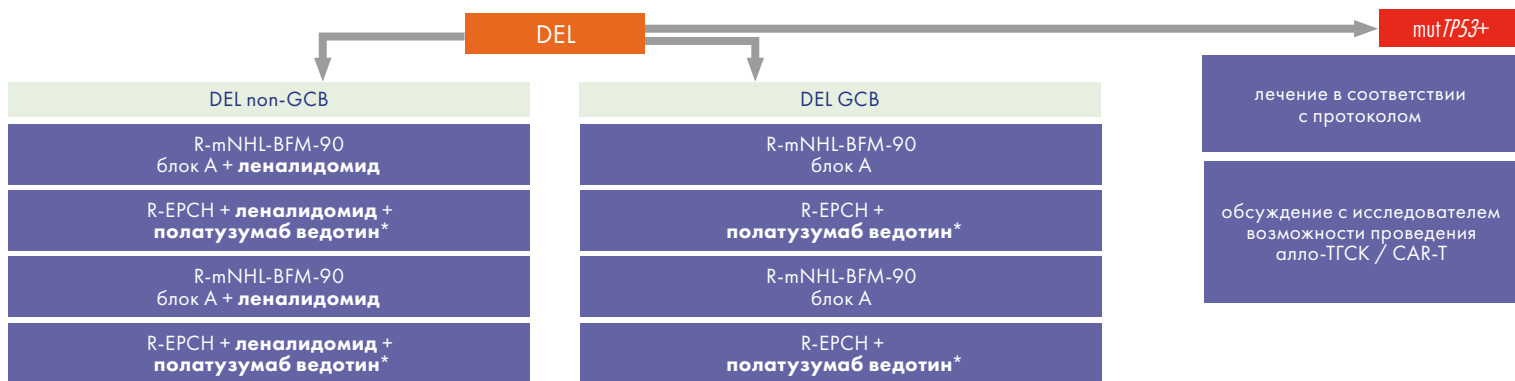 DEL
mutTP53+
DEL non-GCB
R-mNHL-BFM-90
блок А + леналидомид
R-EPCH + леналидомид +
полатузумаб ведотин*
R-mNHL-BFM-90
блок А + леналидомид
R-EPCH + леналидомид +
полатузумаб ведотин*
DEL GCB
R-mNHL-BFM-90
блок А
R-EPCH +
полатузумаб ведотин*
R-mNHL-BFM-90
блок А
R-EPCH +
полатузумаб ведотин*
лечение в соответствии
с протоколом
обсуждение с исследователем
возможности проведения
алло-ТГСК / CAR-T